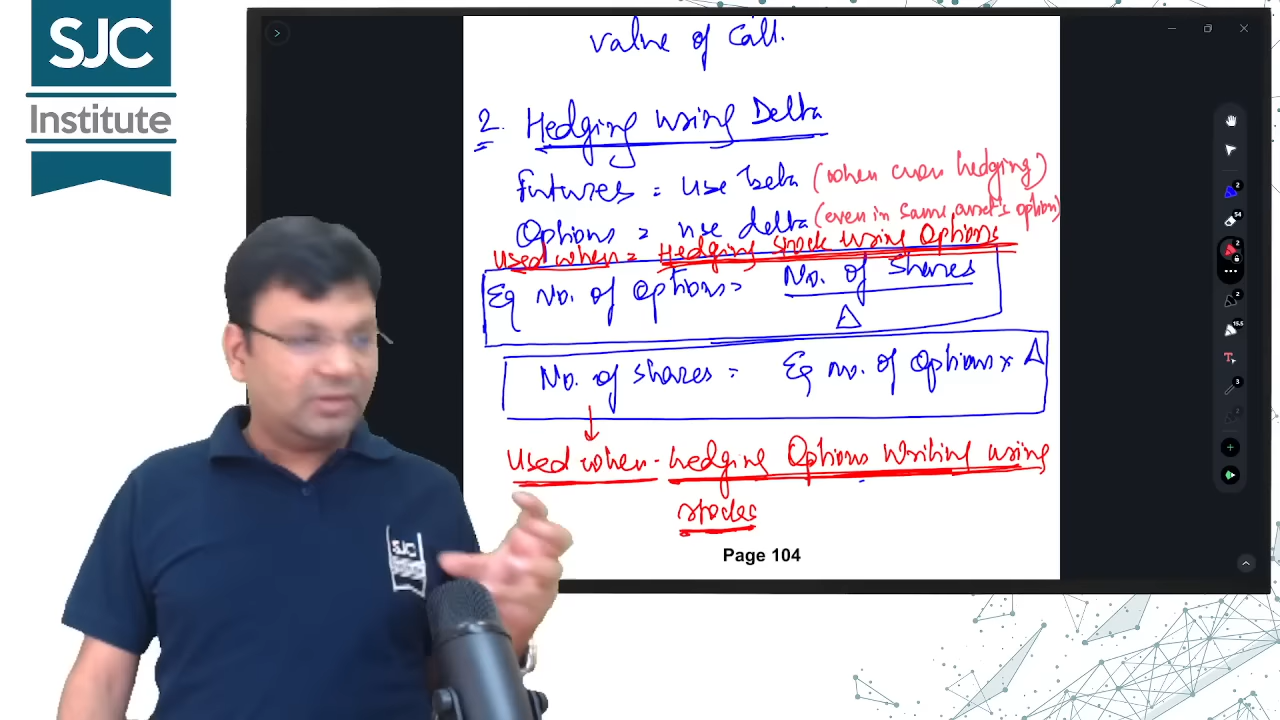 SJC
Institute
value of call.
2. Hedging using Delta
Futures = use beta (when cross hedging)
Options = use delta (even in same asset's option)
Used when = Hedging stock using Options
Eq No. of Options = No. of Shares
Δ
No. of shares = Eq no. of Options × Δ
Used when - hedging Options Writing using
stocks
Page 104
SJC